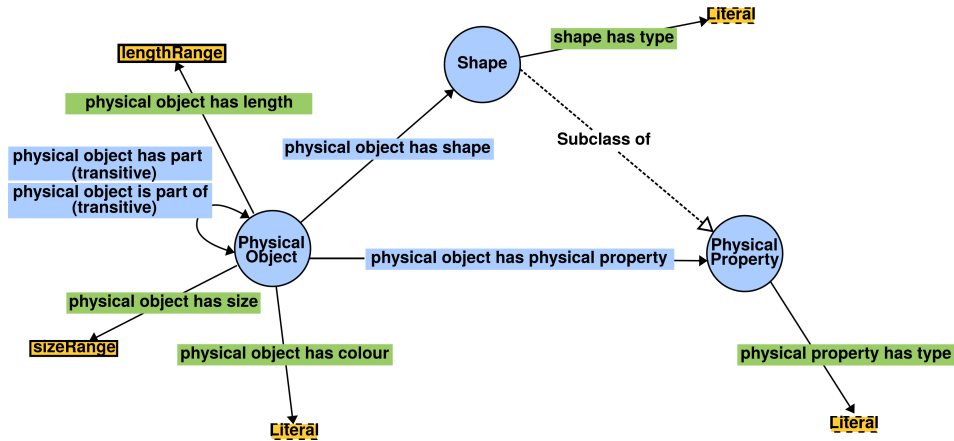 Literal
shape has type
lengthRange
Shape
physical object has length
Subclass of
physical object has shape
physical object has part
(transitive)
physical object is part of
(transitive)
Physical
Object
physical object has physical property
Physical
Property
physical object has size
sizeRange
physical object has colour
physical property has type
Literal
Literal